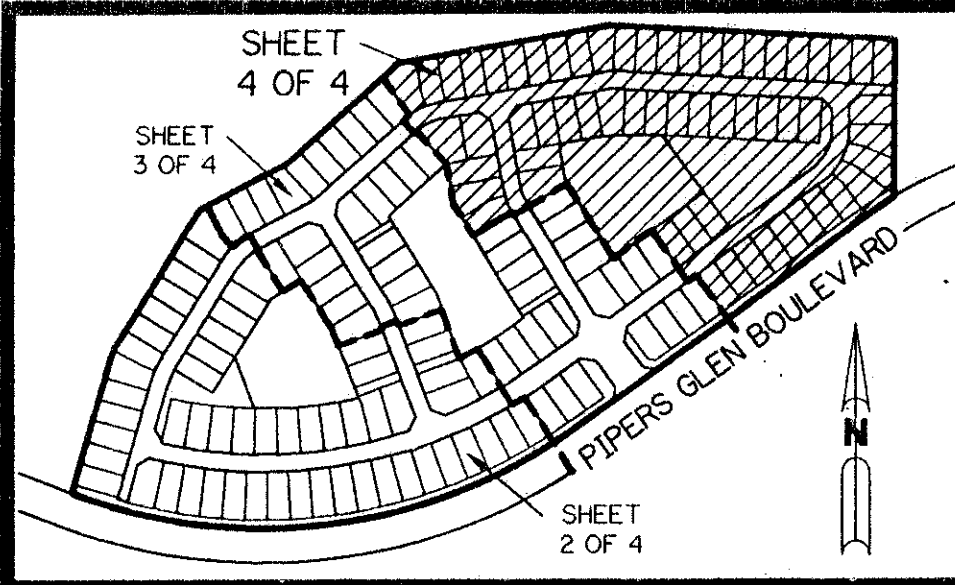 SHEET
4 OF 4
SHEET
3 OF 4
PIPERS GLEN BOULEVARD
N
SHEET
2 OF 4